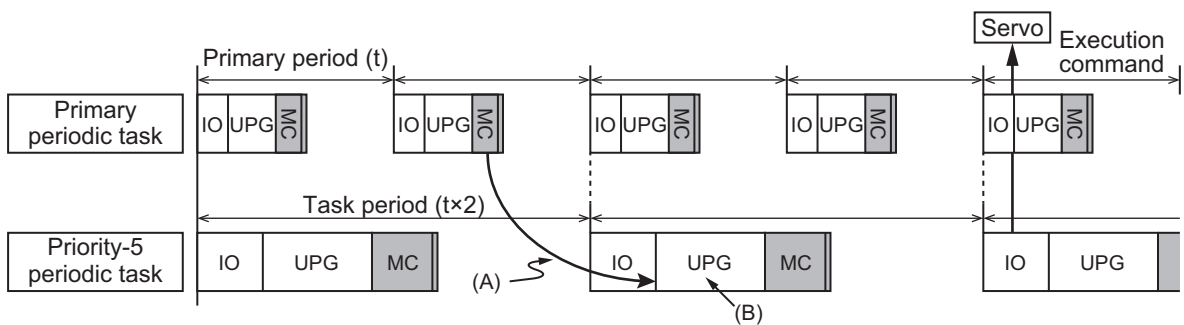 Servo
Primary period (t)
Execution
command
Primary
periodic task
IO UPG MC IO UPG MC IO UPG MC IO UPG MC IO UPG MC
Task period (t×2)
Priority-5
periodic task
IO UPG MC IO UPG MC IO UPG
(A)
(B)